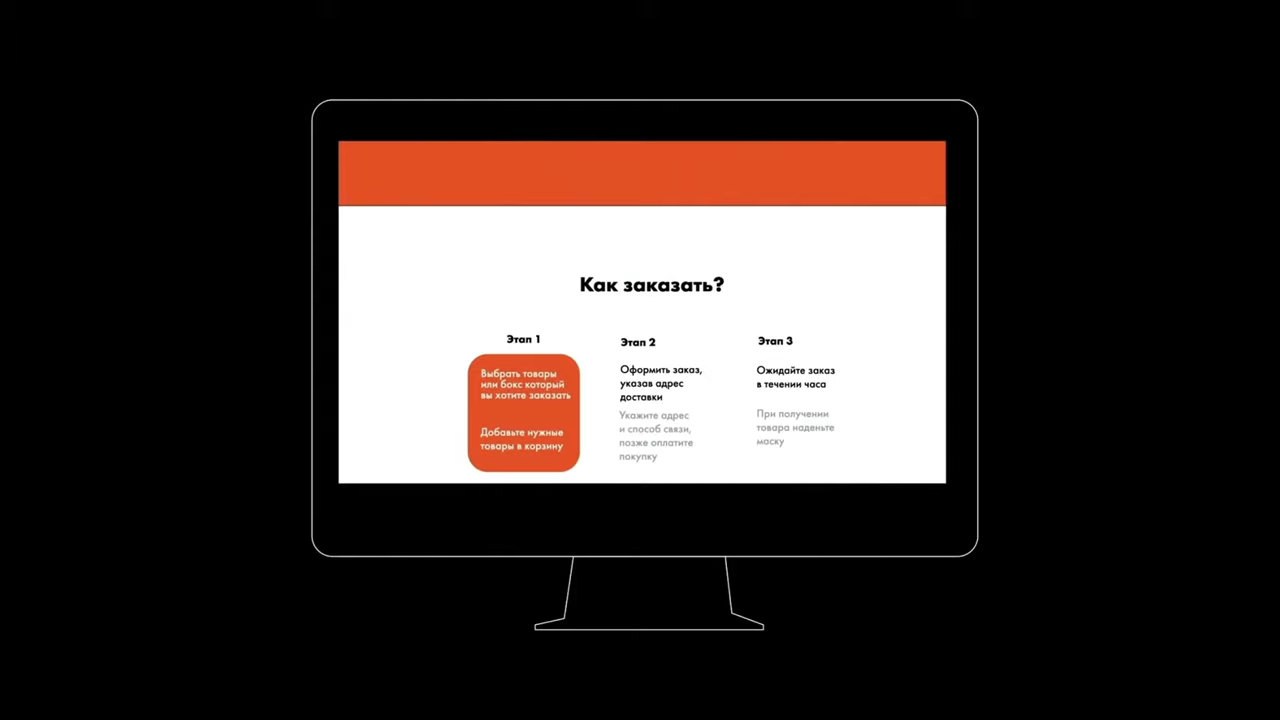 Как заказать?
Этап 1
Выбрать товары
или бокс который
вы хотите заказать
Добавьте нужные
товары в корзину
Этап 2
Оформить заказ,
указав адрес
доставки
Укажите адрес
и способ связи,
позже оплатите
покупку
Этап 3
Ожидайте заказ
в течении часа
При получении
товара наденьте
маску